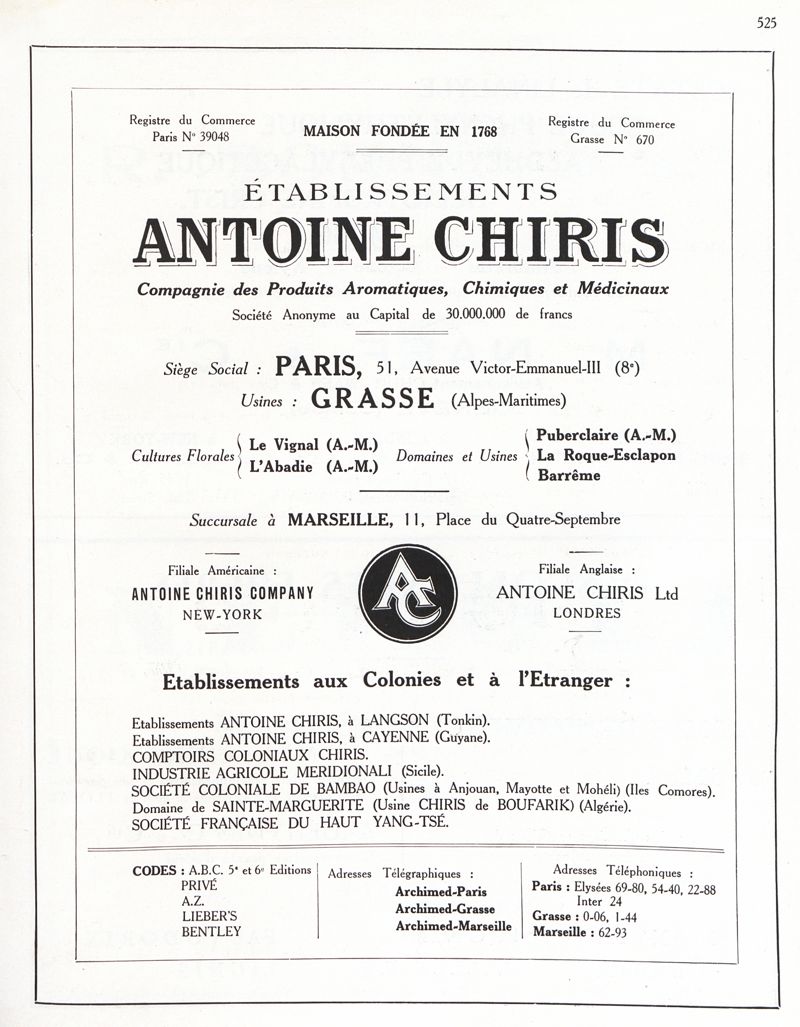 525
Registre du Commerce
Paris N° 39048
MAISON FONDÉE EN 1768
Registre du Commerce
Grasse N° 670
ÉTABLISSEMENTS
ANTOINE CHIRIS
Compagnie des Produits Aromatiques, Chimiques et Médicinaux
Société Anonyme au Capital de 30.000.000 de francs
Siège Social : PARIS, 51, Avenue Victor-Emmanuel-III (8e)
Usines : GRASSE (Alpes-Maritimes)
Cultures Florales
Le Vignal (A.-M.)
L'Abadie (A.-M.)
Domaines et Usines
Puberclaire (A.-M.)
La Roque-Esclapon
Barrême
Succursale à MARSEILLE, 11, Place du Quatre-Septembre
Filiale Américaine :
ANTOINE CHIRIS COMPANY
NEW-YORK
AC
Filiale Anglaise :
ANTOINE CHIRIS Ltd
LONDRES
Etablissements aux Colonies et à l'Etranger :
Etablissements ANTOINE CHIRIS, à LANGSON (Tonkin).
Etablissements ANTOINE CHIRIS, à CAYENNE (Guyane).
COMPTOIRS COLONIAUX CHIRIS.
INDUSTRIE AGRICOLE MERIDIONALI (Sicile).
SOCIÉTÉ COLONIALE DE BAMBAO (Usines à Anjouan, Mayotte et Mohéli) (Iles Comores).
Domaine de SAINTE-MARGUERITE (Usine CHIRIS de BOUFARIK) (Algérie).
SOCIÉTÉ FRANÇAISE DU HAUT YANG-TSÉ.
CODES : A.B.C. 5e et 6e Editions
PRIVÉ
A.Z.
LIEBER'S
BENTLEY
Adresses Télégraphiques :
Archimed-Paris
Archimed-Grasse
Archimed-Marseille
Adresses Téléphoniques :
Paris : Elysées 69-80, 54-40, 22-88
Inter 24
Grasse : 0-06, 1-44
Marseille : 62-93